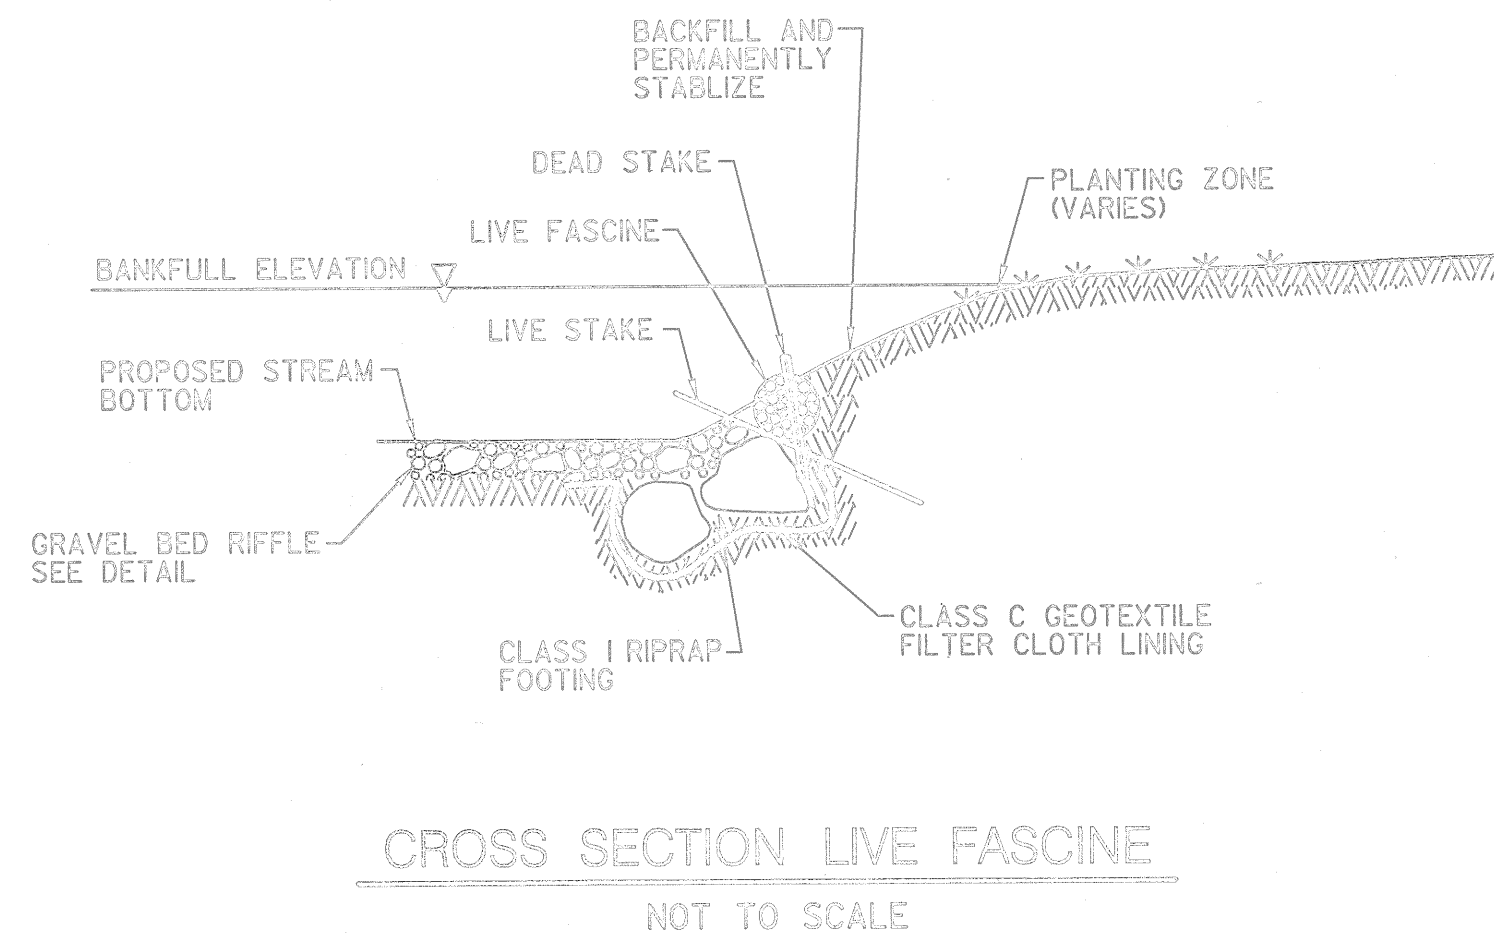 BACKFILL AND
PERMANENTLY
STABLIZE
DEAD STAKE
PLANTING ZONE
(VARIES)
LIVE FASCINE
BANKFULL ELEVATION
LIVE STAKE
PROPOSED STREAM
BOTTOM
GRAVEL BED RIFFLE
SEE DETAIL
CLASS C GEOTEXTILE
FILTER CLOTH LINING
CLASS I RIPRAP
FOOTING
CROSS SECTION LIVE FASCINE
NOT TO SCALE